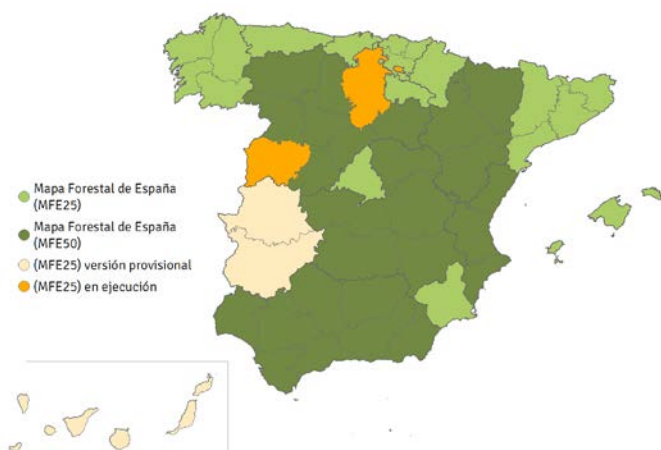 Mapa Forestal de España
(MFE25)
Mapa Forestal de España
(MFE50)
(MFE25) versión provisional
(MFE25) en ejecución